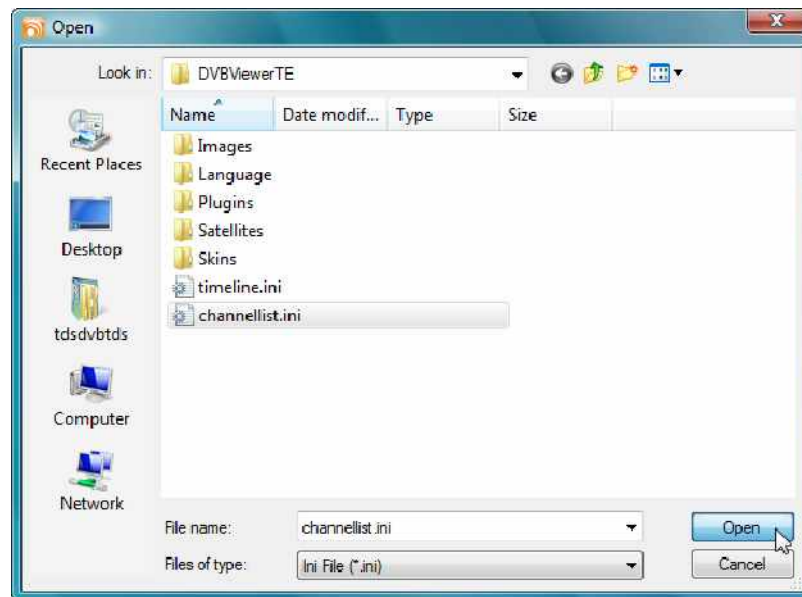 Open
Look in: DVBViewerTE
Name Date modif... Type Size
Recent Places
Desktop
tdsdvbtds
Computer
Network
Images
Language
Plugins
Satellites
Skins
timeline.ini
channellist.ini
File name: channellist.ini Open
Files of type: Ini File (*.ini) Cancel